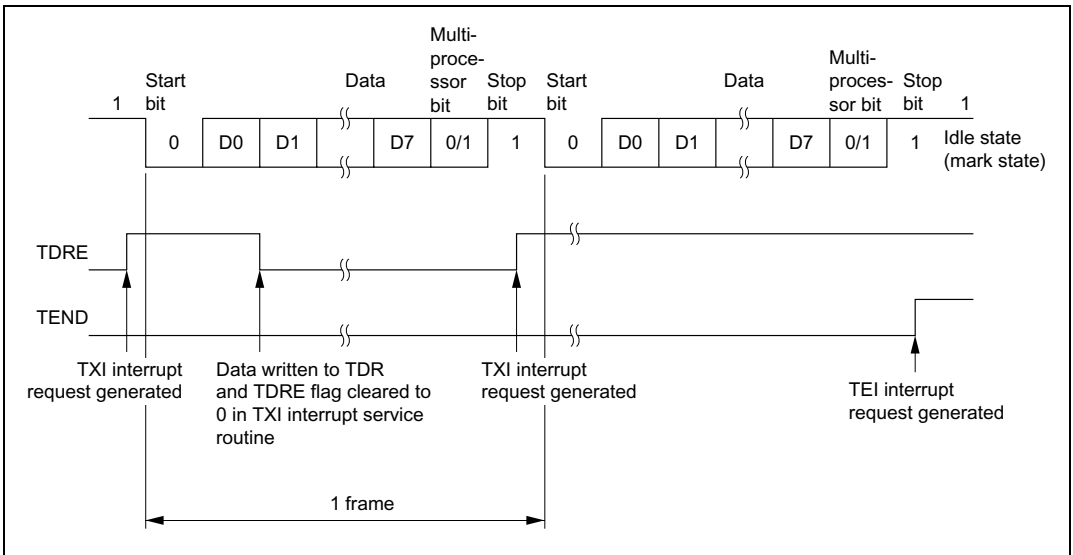 Multi-
proce-
ssor
bit
Start
bit
Data
Stop
bit
Start
bit
Data
Multi-
proces-
sor bit
Stop
bit
1
1
0
D0
D1
D7
0/1
1
0
D0
D1
D7
0/1
1
Idle state
(mark state)
TDRE
TEND
TXI interrupt
request generated
Data written to TDR
and TDRE flag cleared to
0 in TXI interrupt service
routine
TXI interrupt
request generated
TEI interrupt
request generated
1 frame